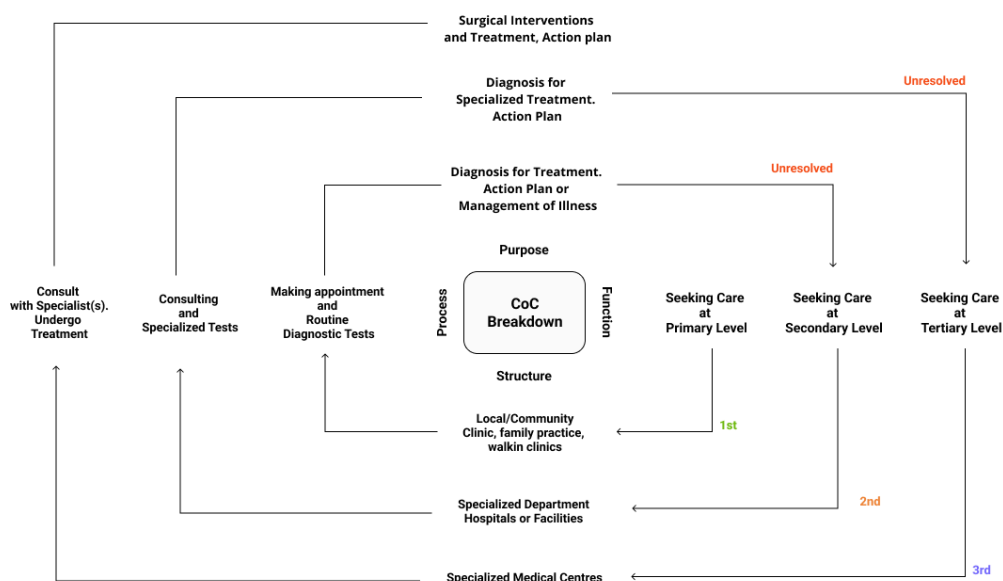 Surgical Interventions
and Treatment, Action plan
Diagnosis for
Specialized Treatment.
Action Plan
Unresolved
Diagnosis for Treatment.
Action Plan or
Management of Illness
Unresolved
Purpose
Consult
with Specialist(s).
Undergo
Treatment
Consulting
and
Specialized Tests
Making appointment
and
Routine
Diagnostic Tests
Process
CoC
Breakdown
Function
Seeking Care
at
Primary Level
Seeking Care
at
Secondary Level
Seeking Care
at
Tertiary Level
Structure
Local/Community
Clinic, family practice,
walkin clinics
1st
Specialized Department
Hospitals or Facilities
2nd
Specialized Medical Centres
3rd